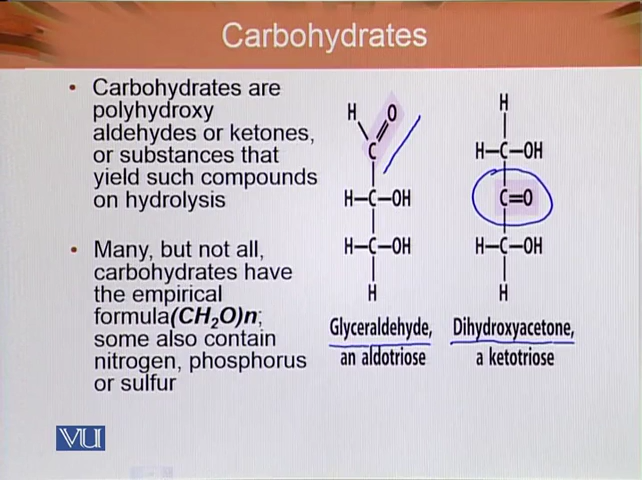 Carbohydrates
• Carbohydrates are
polyhydroxy
aldehydes or ketones,
or substances that
yield such compounds
on hydrolysis
• Many, but not all,
carbohydrates have
the empirical
formula(CH₂O)n;
some also contain
nitrogen, phosphorus
or sulfur
H O
C
H–C–OH
H–C–OH
H
Glyceraldehyde,
an aldotriose
H
H–C–OH
C=O
H–C–OH
H
Dihydroxyacetone,
a ketotriose
VU